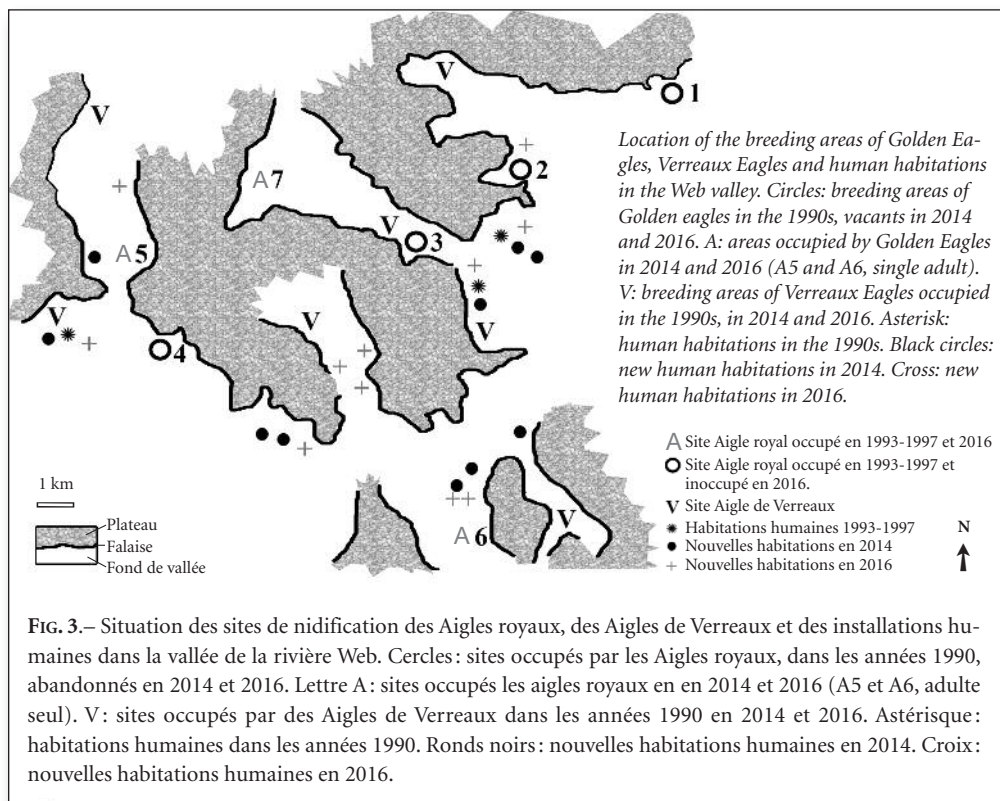 V
1
V
2
A 7
V
3
A 5
V
V
V
4
A 6
V
Location of the breeding areas of Golden Ea-
gles, Verreaux Eagles and human habitations
in the Web valley. Circles: breeding areas of
Golden eagles in the 1990s, vacants in 2014
and 2016. A: areas occupied by Golden Eagles
in 2014 and 2016 (A5 and A6, single adult).
V: breeding areas of Verreaux Eagles occupied
in the 1990s, in 2014 and 2016. Asterisk:
human habitations in the 1990s. Black circles:
new human habitations in 2014. Cross: new
human habitations in 2016.
A Site Aigle royal occupé en 1993-1997 et 2016
Site Aigle royal occupé en 1993-1997 et
inoccupé en 2016.
V Site Aigle de Verreaux
Habitations humaines 1993-1997
Nouvelles habitations en 2014
Nouvelles habitations en 2016
N
1 km
Plateau
Falaise
Fond de vallée
FIG. 3.– Situation des sites de nidification des Aigles royaux, des Aigles de Verreaux et des installations hu-
maines dans la vallée de la rivière Web. Cercles : sites occupés par les Aigles royaux, dans les années 1990,
abandonnés en 2014 et 2016. Lettre A : sites occupés les aigles royaux en en 2014 et 2016 (A5 et A6, adulte
seul). V : sites occupés par des Aigles de Verreaux dans les années 1990 en 2014 et 2016. Astérisque :
habitations humaines dans les années 1990. Ronds noirs : nouvelles habitations humaines en 2014. Croix :
nouvelles habitations humaines en 2016.